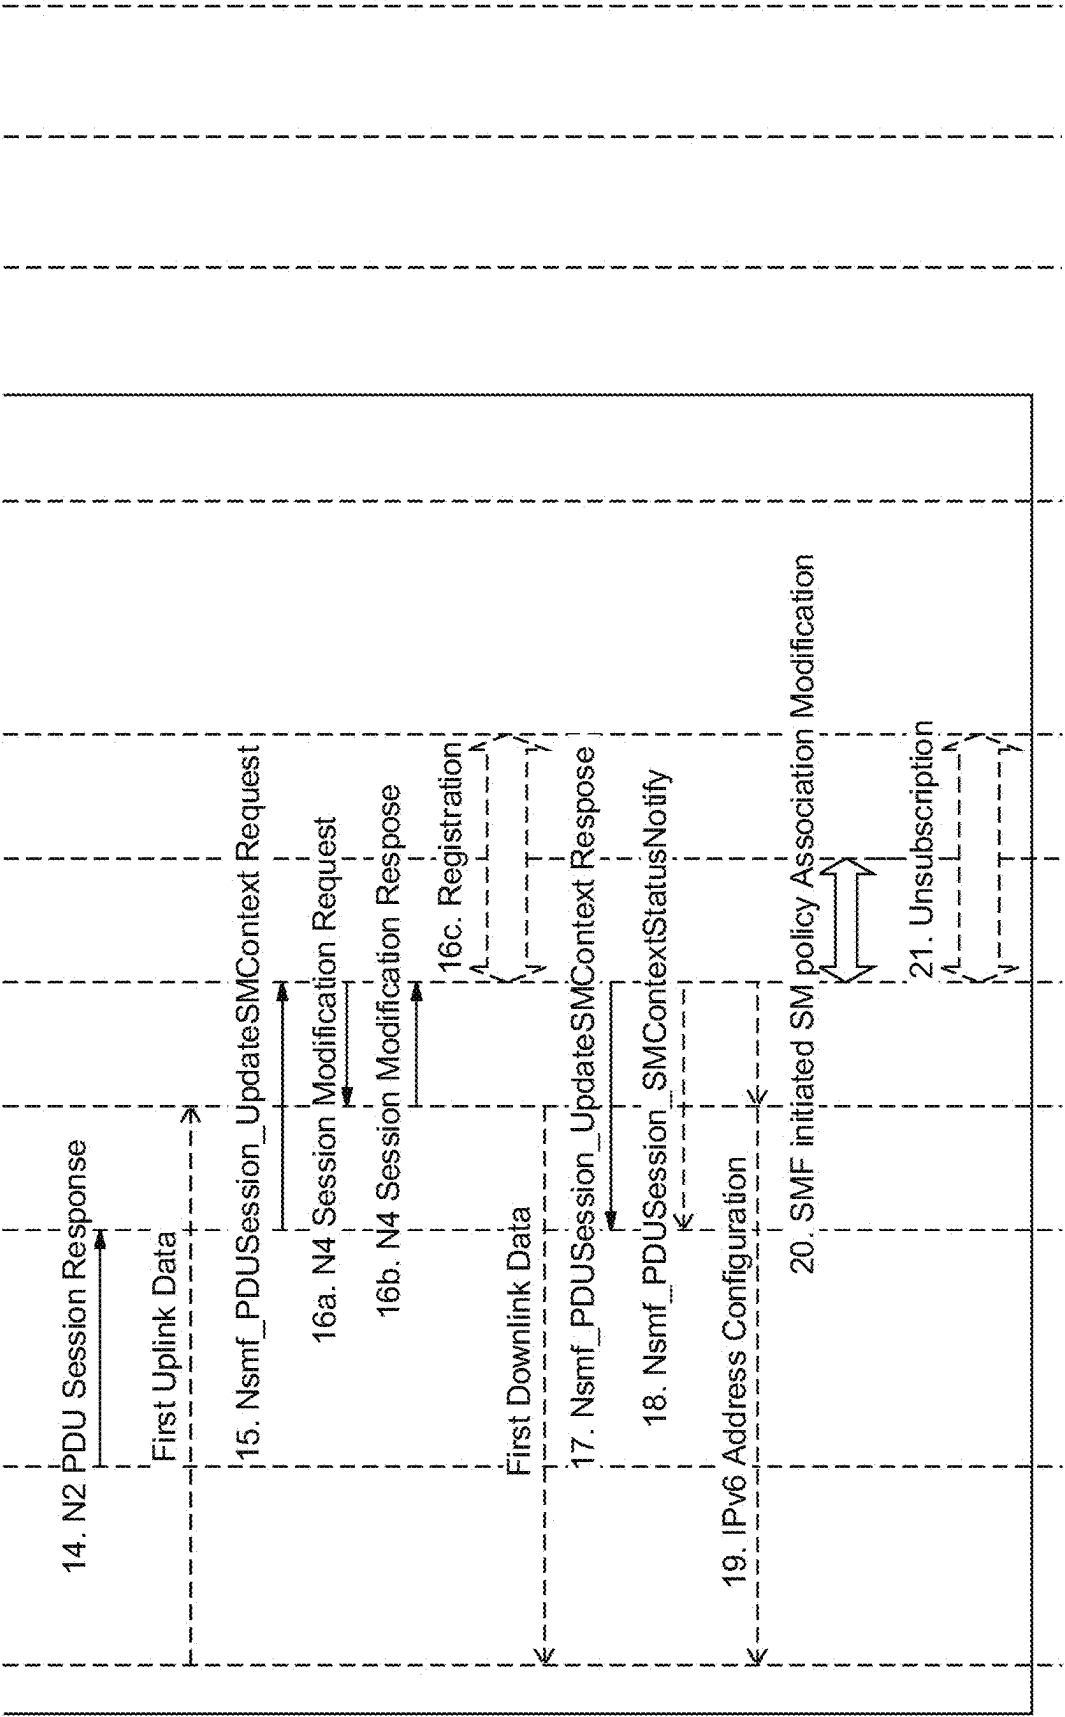 14. N2 PDU Session Response
First Uplink Data
15. Nsmf_PDUSession_UpdateSMContext Request
16a. N4 Session Modification Request
16b. N4 Session Modification Respose
16c. Registration
First Downlink Data
17. Nsmf_PDUSession_UpdateSMContext Respose
18. Nsmf_PDUSession_SMContextStatusNotify
19. IPv6 Address Configuration
20. SMF initiated SM policy Association Modification
21. Unsubscription